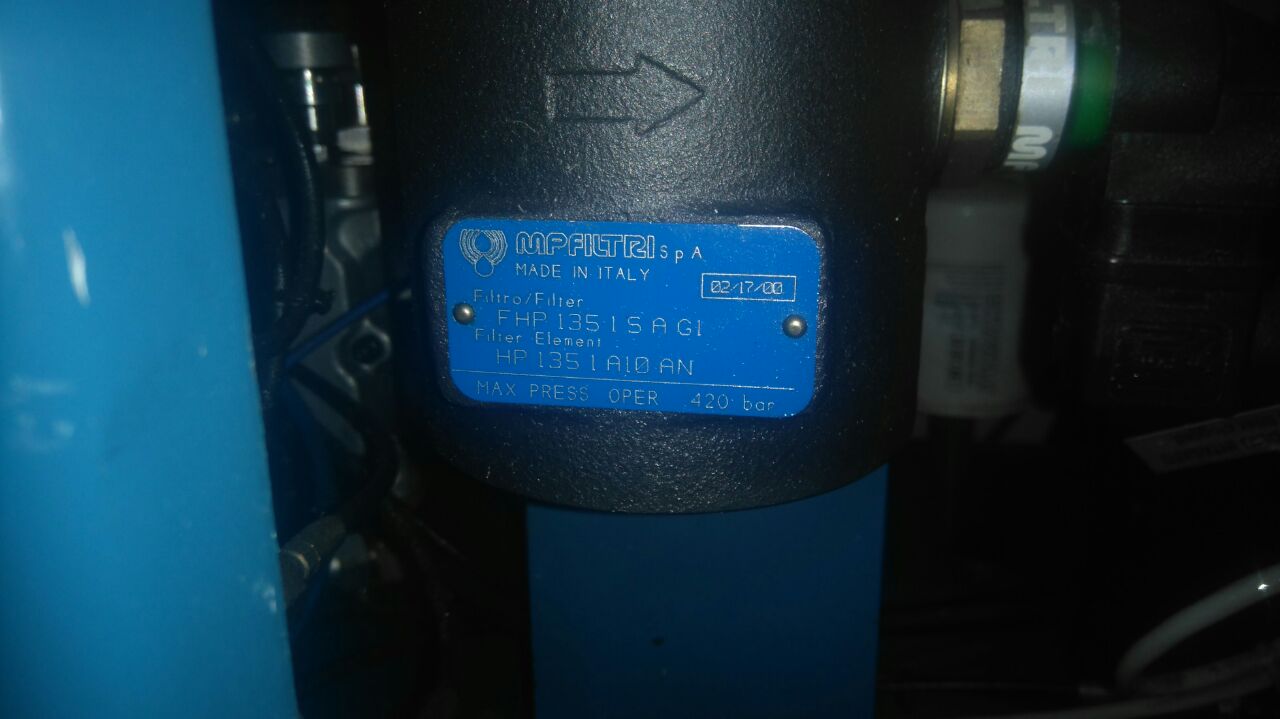 MPFILTRI SpA
MADE IN ITALY
02/17/00
Filtro/Filter
FHP 135 1 S A G1
Filter Element
HP 135 1 A10 AN
MAX PRESS OPER 420 bar